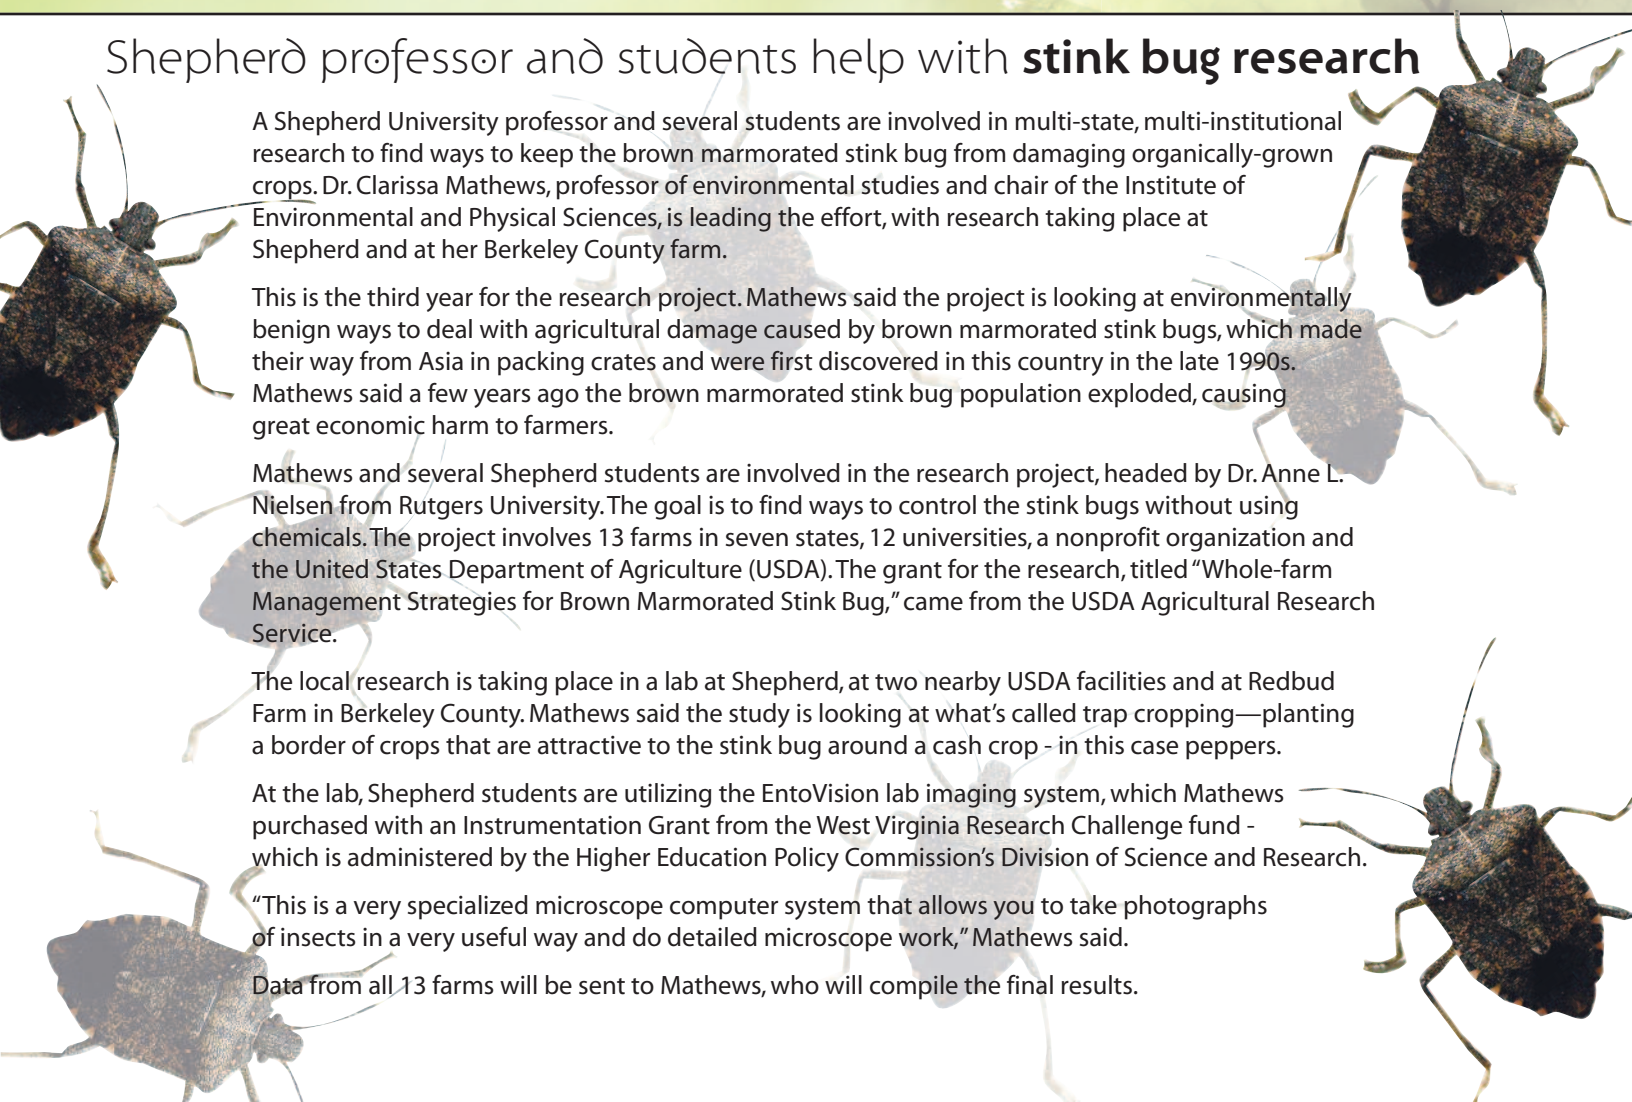 Shepherd professor and students help with stink bug research
A Shepherd University professor and several students are involved in multi-state, multi-institutional
research to find ways to keep the brown marmorated stink bug from damaging organically-grown
crops. Dr. Clarissa Mathews, professor of environmental studies and chair of the Institute of
Environmental and Physical Sciences, is leading the effort, with research taking place at
Shepherd and at her Berkeley County farm.
This is the third year for the research project. Mathews said the project is looking at environmentally
benign ways to deal with agricultural damage caused by brown marmorated stink bugs, which made
their way from Asia in packing crates and were first discovered in this country in the late 1990s.
Mathews said a few years ago the brown marmorated stink bug population exploded, causing
great economic harm to farmers.
Mathews and several Shepherd students are involved in the research project, headed by Dr. Anne L.
Nielsen from Rutgers University. The goal is to find ways to control the stink bugs without using
chemicals. The project involves 13 farms in seven states, 12 universities, a nonprofit organization and
the United States Department of Agriculture (USDA). The grant for the research, titled “Whole-farm
Management Strategies for Brown Marmorated Stink Bug,” came from the USDA Agricultural Research
Service.
The local research is taking place in a lab at Shepherd, at two nearby USDA facilities and at Redbud
Farm in Berkeley County. Mathews said the study is looking at what’s called trap cropping—planting
a border of crops that are attractive to the stink bug around a cash crop - in this case peppers.
At the lab, Shepherd students are utilizing the EntoVision lab imaging system, which Mathews
purchased with an Instrumentation Grant from the West Virginia Research Challenge fund -
which is administered by the Higher Education Policy Commission’s Division of Science and Research.
“This is a very specialized microscope computer system that allows you to take photographs
of insects in a very useful way and do detailed microscope work,” Mathews said.
Data from all 13 farms will be sent to Mathews, who will compile the final results.